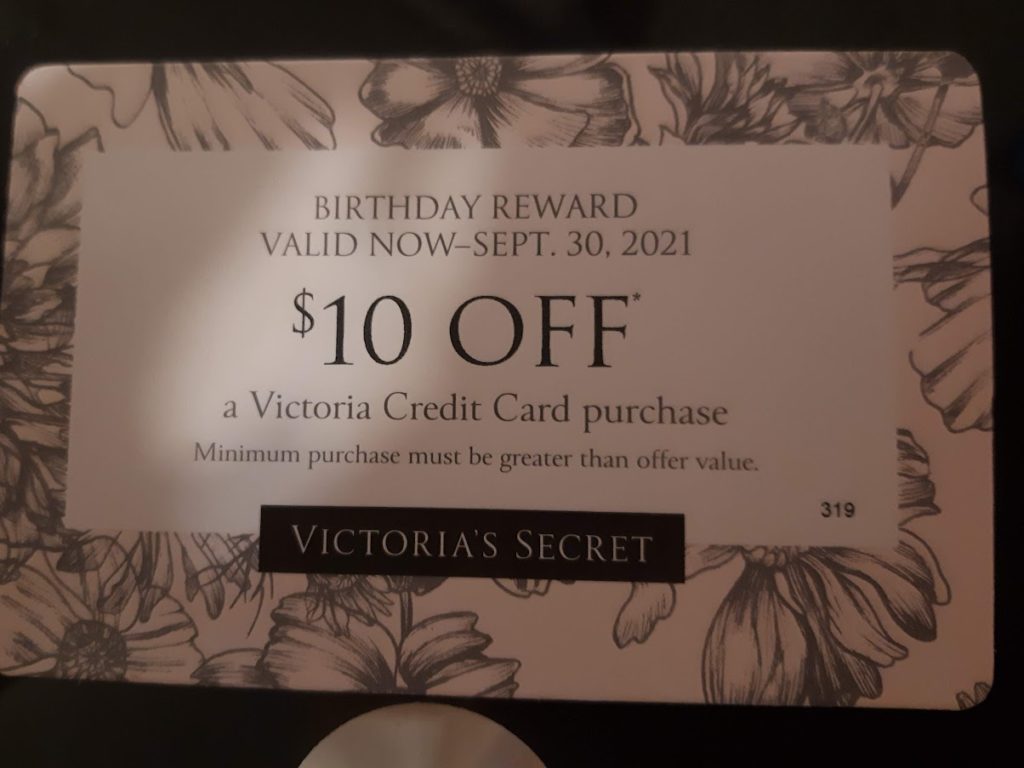 BIRTHDAY REWARD
VALID NOW–SEPT. 30, 2021
$10 OFF*
a Victoria Credit Card purchase
Minimum purchase must be greater than offer value.
319
VICTORIA'S SECRET